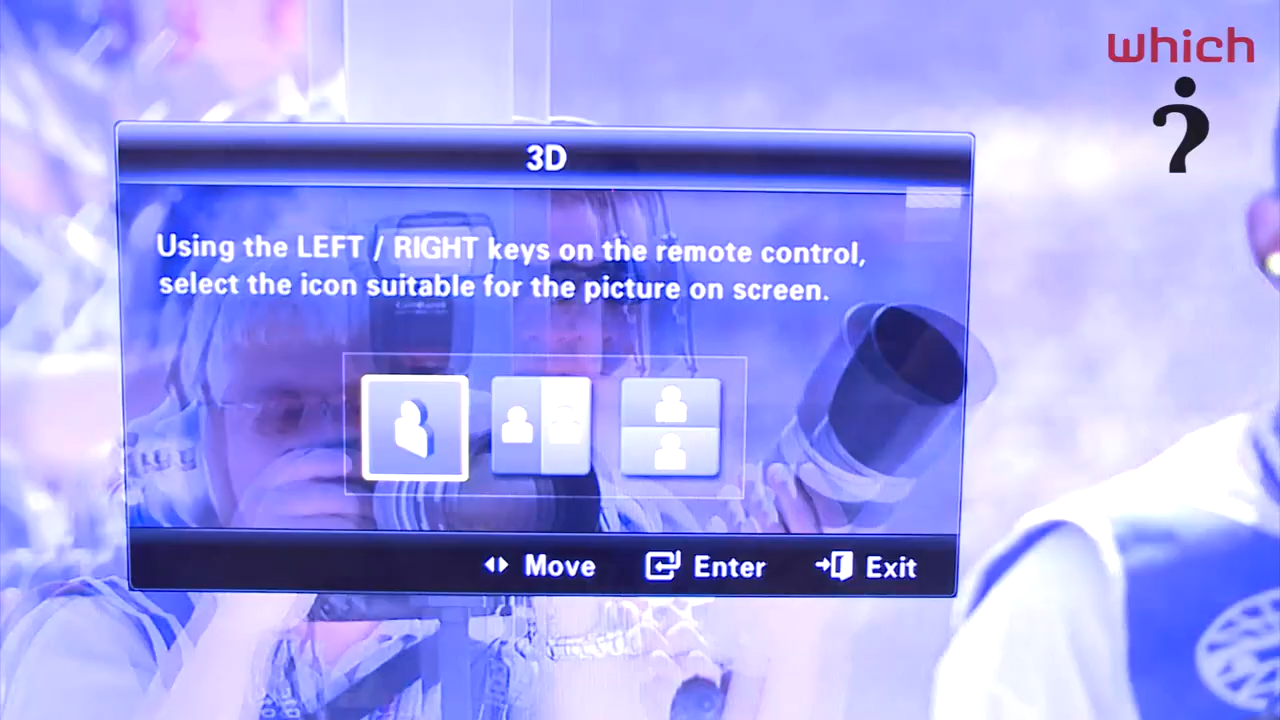 which
?
3D
Using the LEFT / RIGHT keys on the remote control,
select the icon suitable for the picture on screen.
Move Enter Exit